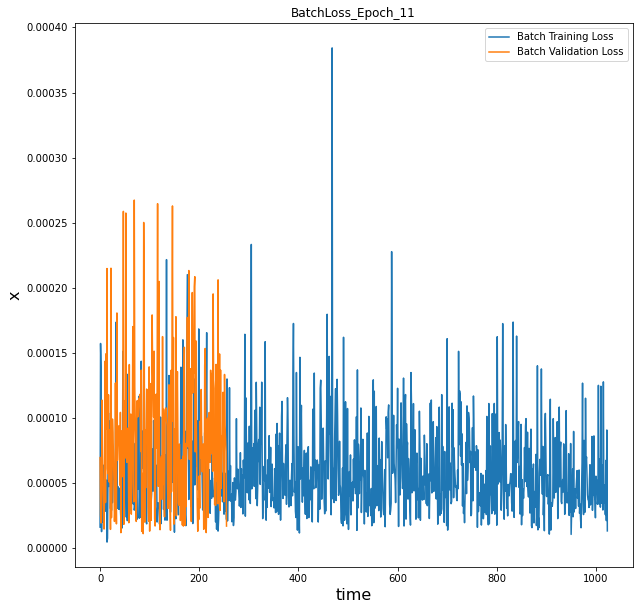 BatchLoss_Epoch_11
Batch Training Loss
Batch Validation Loss
0.00040
0.00035
0.00030
0.00025
0.00020
0.00015
0.00010
0.00005
0.00000
x
0 200 400 600 800 1000
time